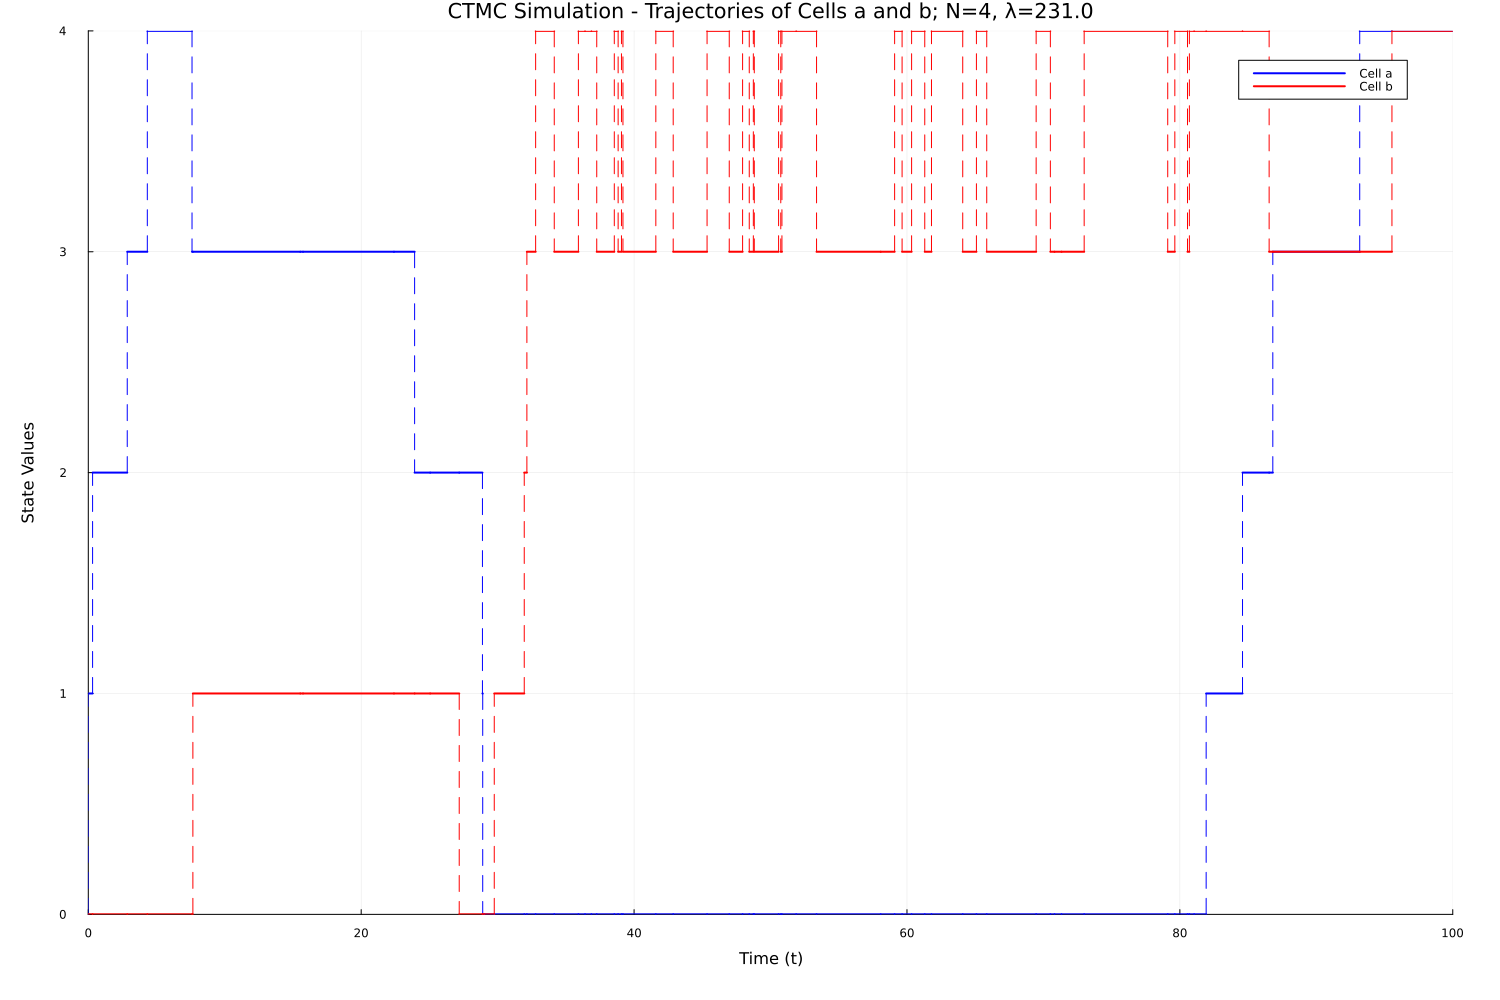 CTMC Simulation - Trajectories of Cells a and b; N=4, λ=231.0
4
Cell a
Cell b
3
State Values
2
1
0
0 20 40 60 80 100
Time (t)